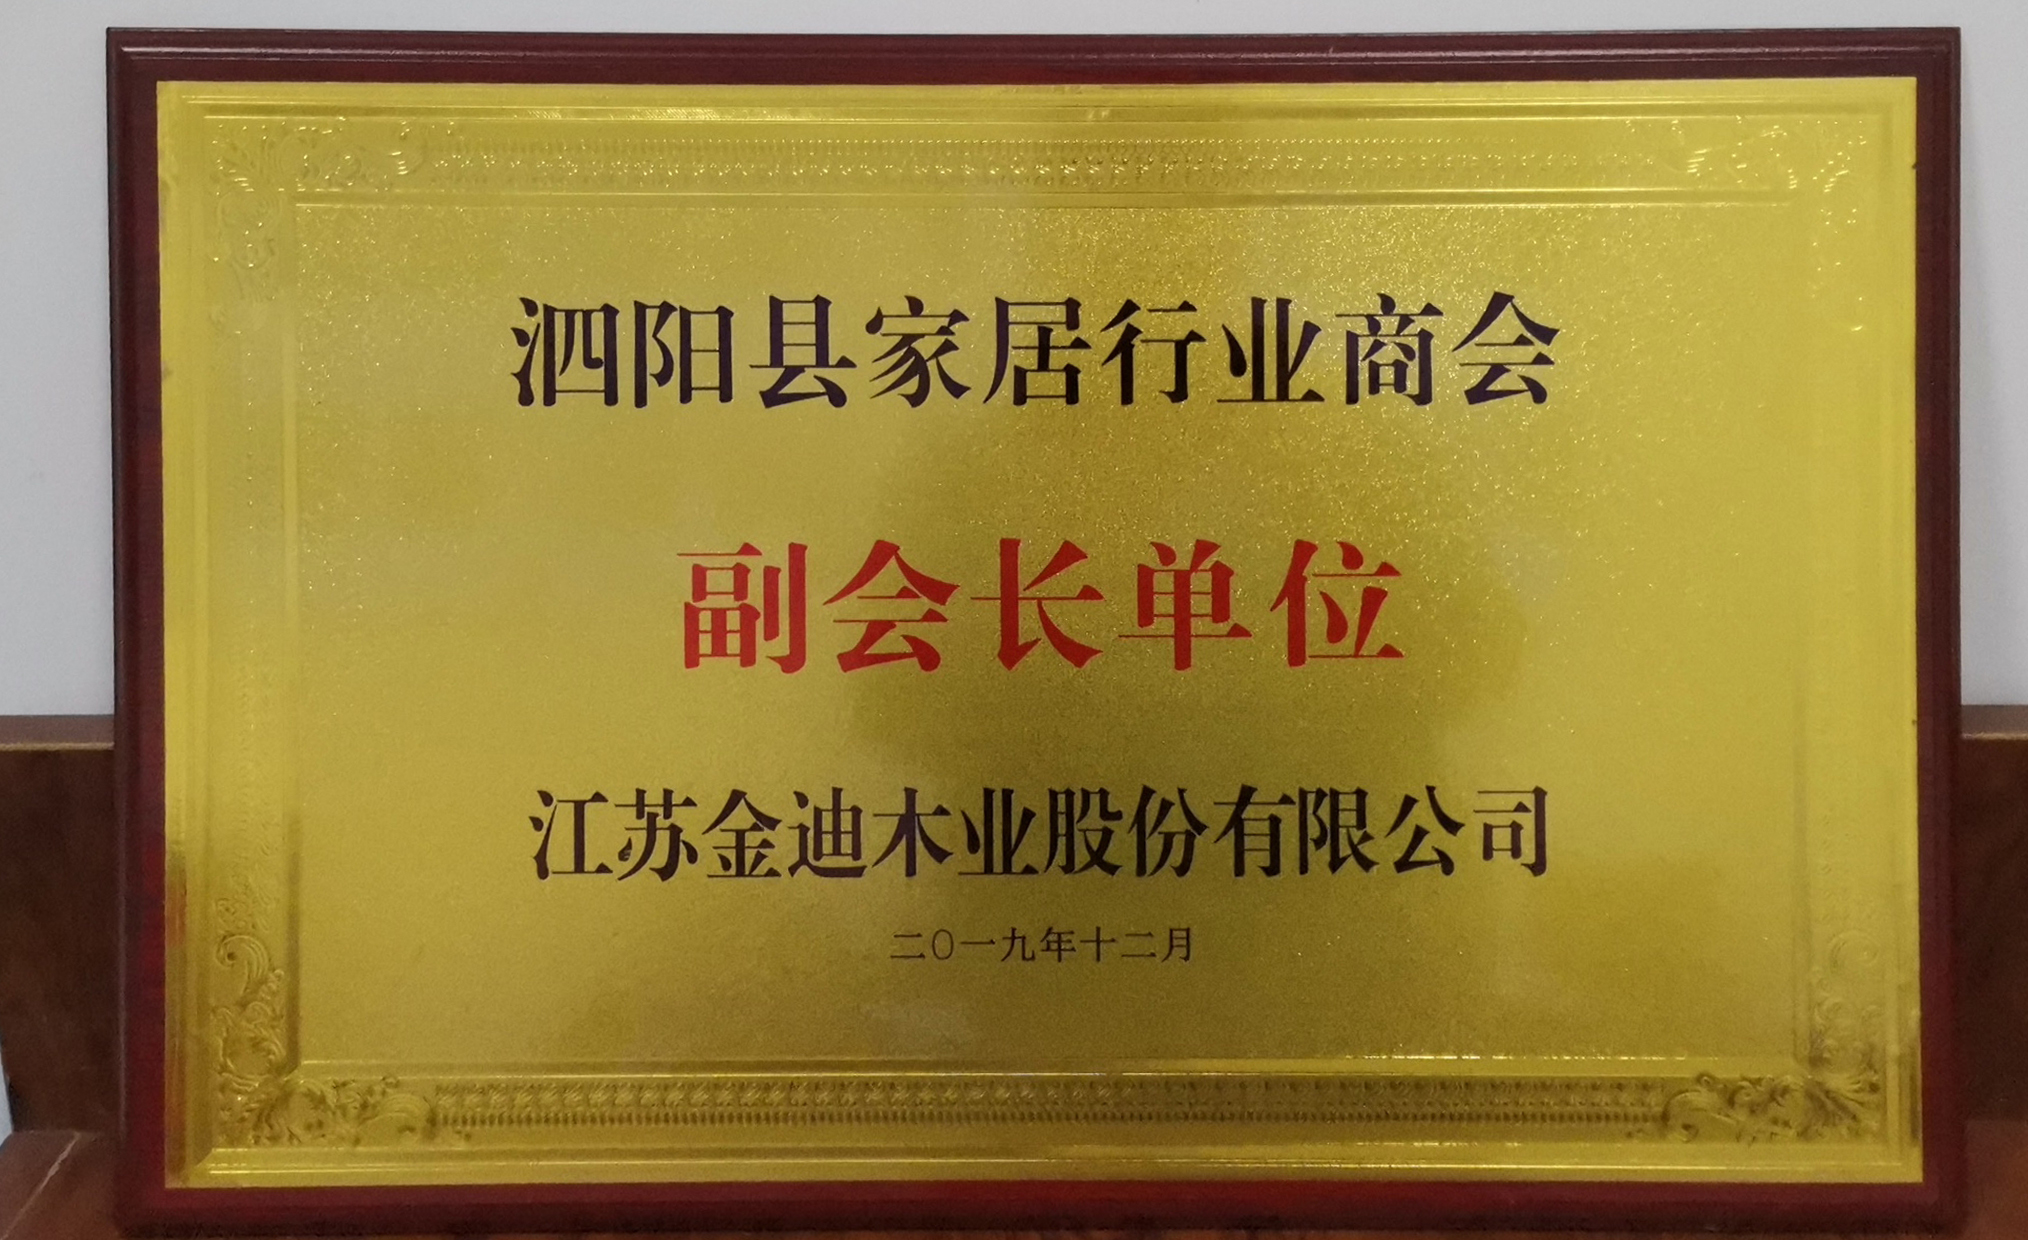 泗阳县家居行业商会
副会长单位
江苏金迪木业股份有限公司
二〇一九年十二月